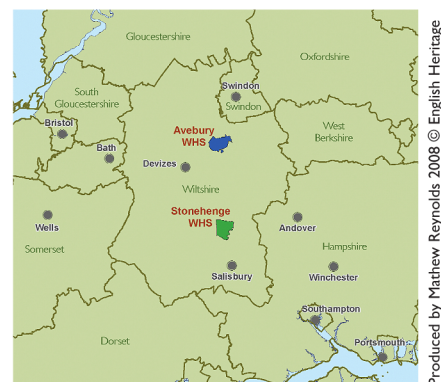 Gloucestershire
Oxfordshire
South
Gloucestershire
Swindon
Swindon
Bristol
Avebury
WHS
West
Berkshire
Bath
Devizes
Wiltshire
Stonehenge
WHS
Wells
Andover
Somerset
Hampshire
Salisbury
Winchester
Southampton
Dorset
Portsmouth
Produced by Mathew Reynolds 2008 © English Heritage